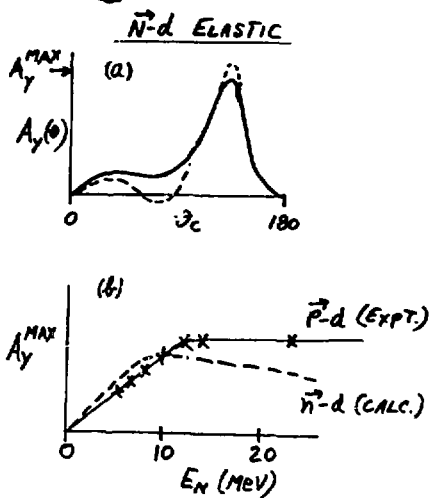 N-d ELASTIC
A_y^MAX
(a)
A_y(θ)
0
ϑ_c
180
(b)
A_y^MAX
p-d (EXPT.)
n-d (CALC.)
0
10
20
E_N (MeV)